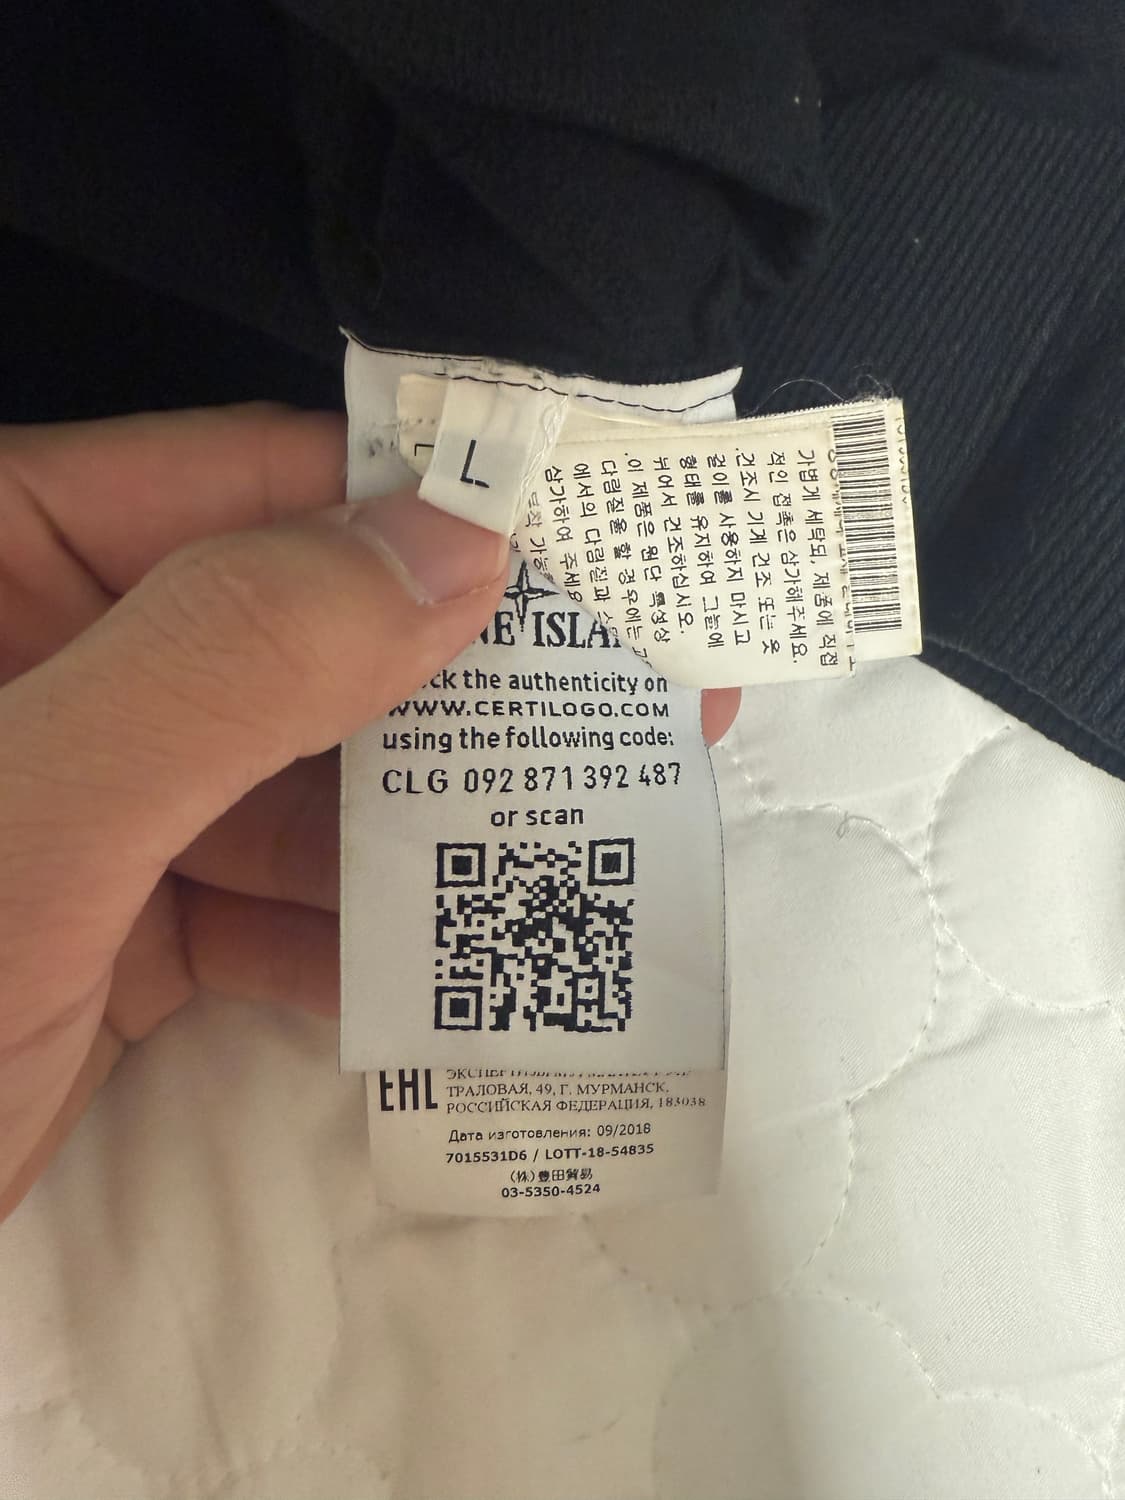 L
ISLA
the authenticity on
WWW.CERTILOGO.COM
using the following code:
CLG 092 871 392 487
or scan
EAC
ТРАЛОВАЯ, 49, Г. МУРМАНСК,
РОССИЙСКАЯ ФЕДЕРАЦИЯ, 183038
Дата изготовления: 09/2018
7015531D6 / LOTT-18-54835
(株)豊田貿易
03-5350-4524
가볍게 세탁되, 제품에 직접
적인 접촉은 삼가해주세요.
건조시 기계 건조 또는 옷
걸이를 사용하지 마시고
형태를 유지하여 그늘에
뉘어서 건조하십시요.
이 제품은 원단 특영상
다림질을 할 경우에는
에서의 다림질과
삼가하여 주세요